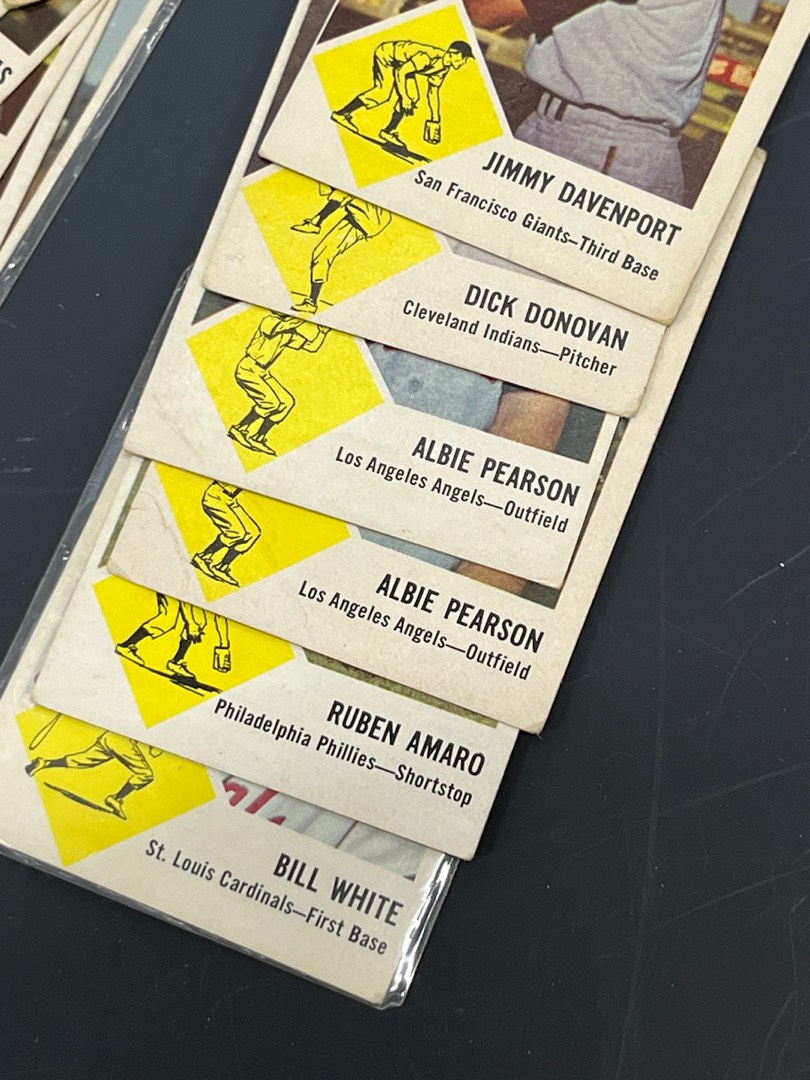 JIMMY DAVENPORT
San Francisco Giants—Third Base
DICK DONOVAN
Cleveland Indians—Pitcher
ALBIE PEARSON
Los Angeles Angels—Outfield
ALBIE PEARSON
Los Angeles Angels—Outfield
RUBEN AMARO
Philadelphia Phillies—Shortstop
BILL WHITE
St. Louis Cardinals—First Base